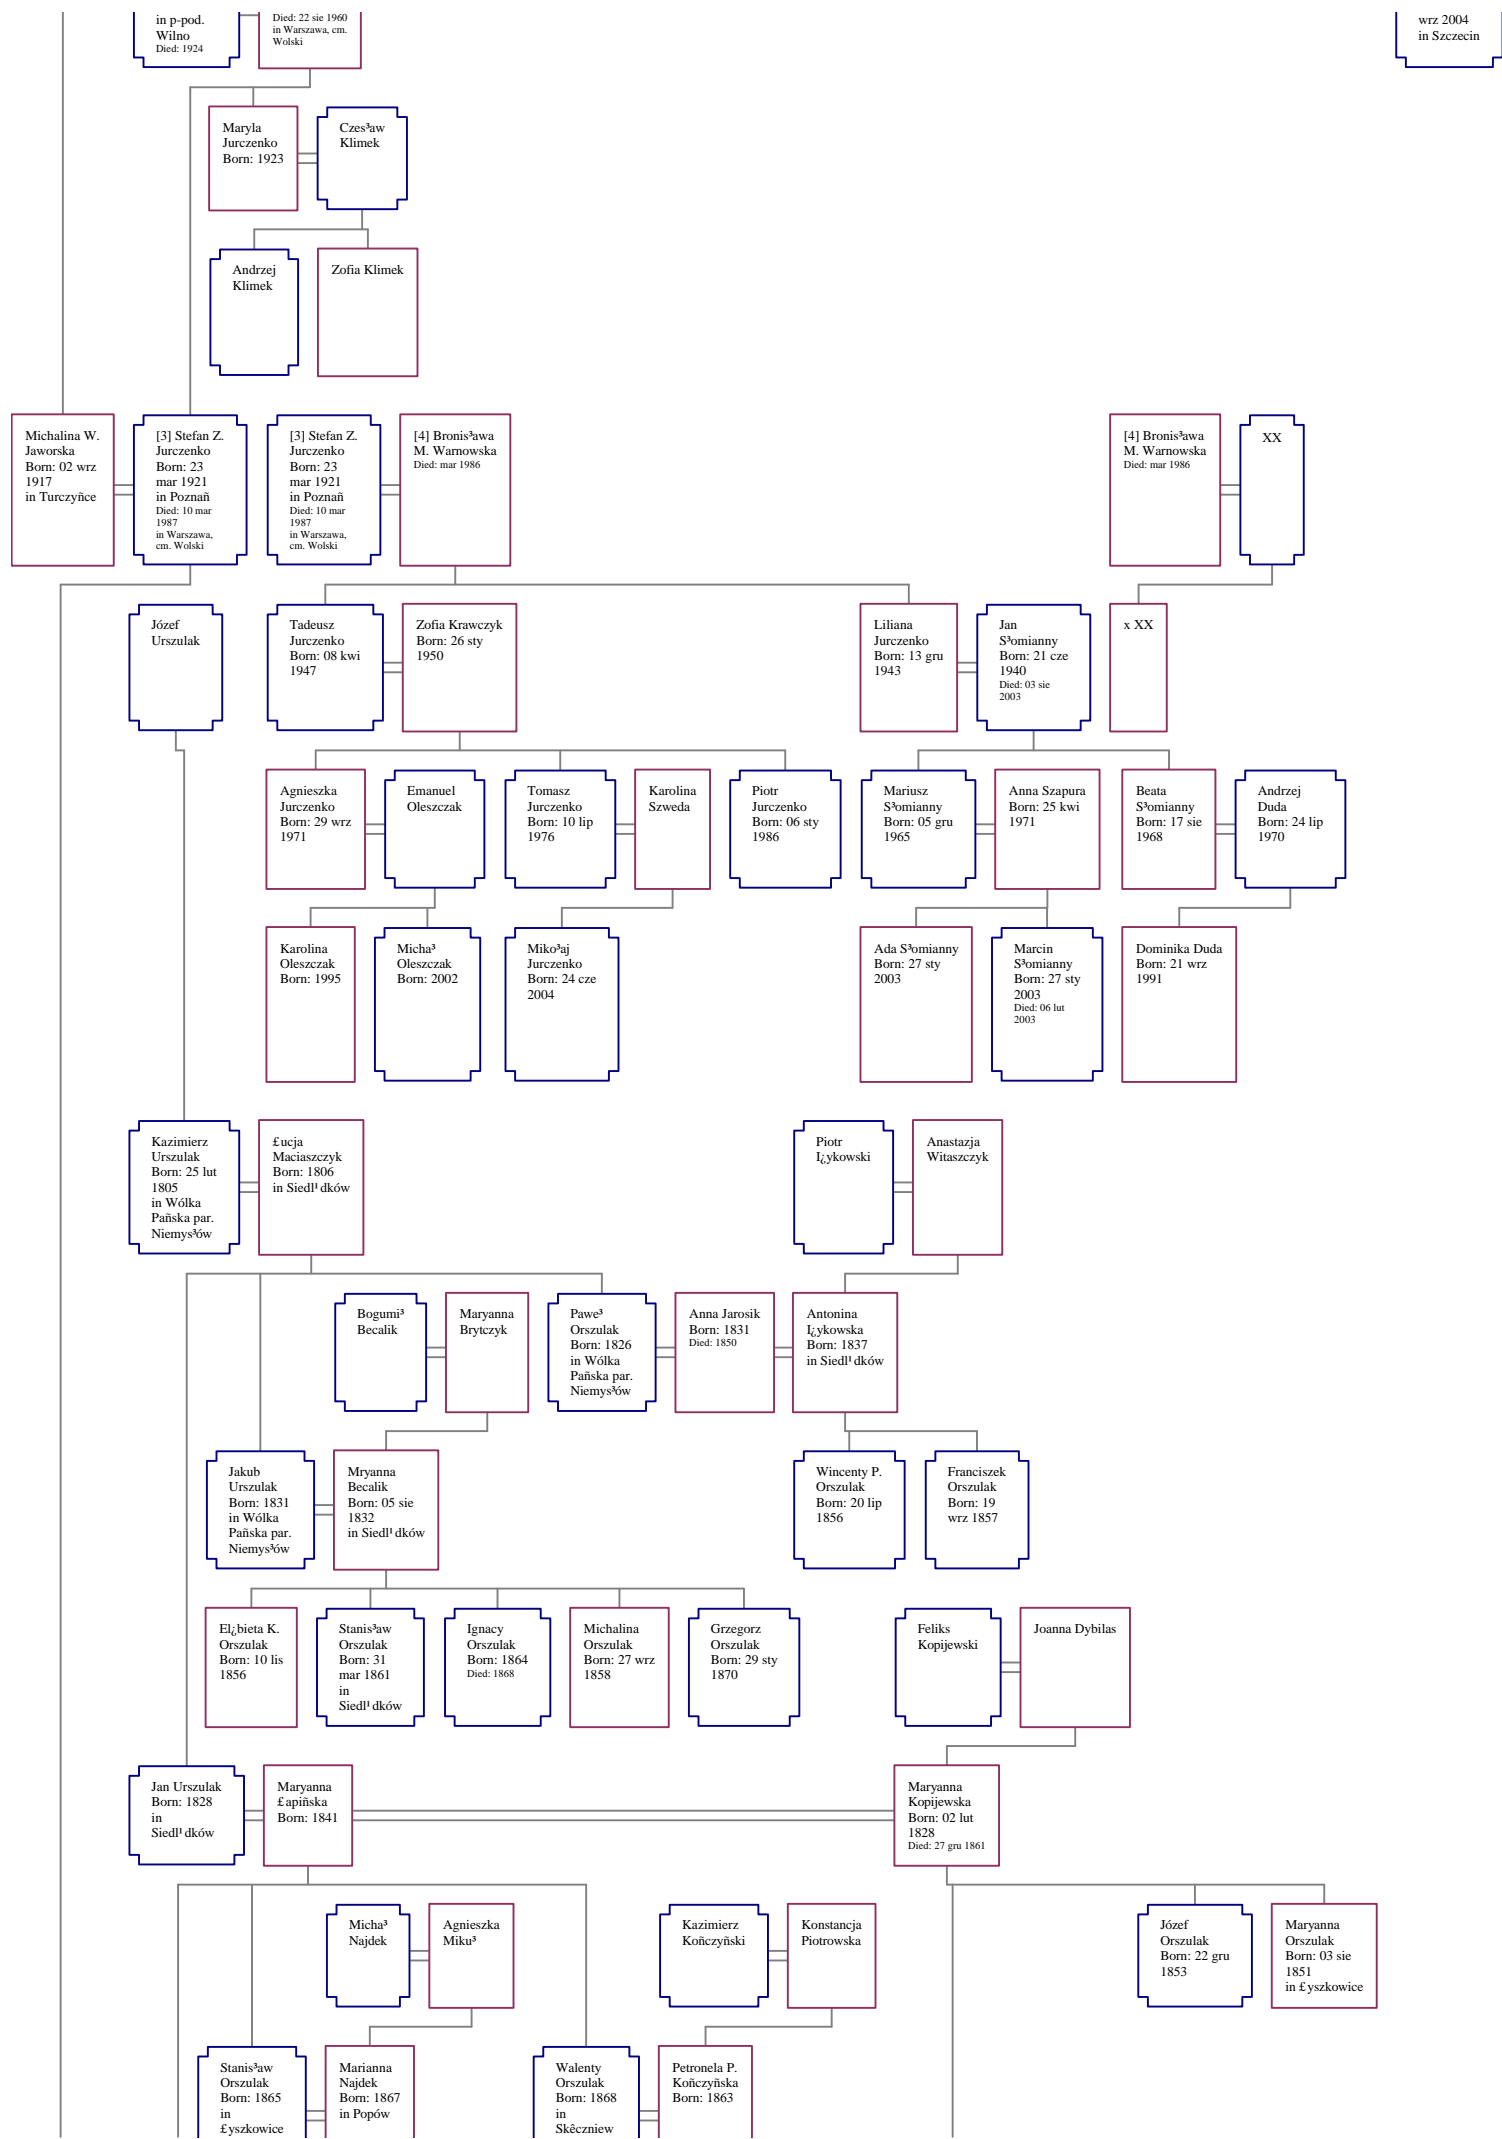 in p-pod.
Wilno
Died: 1924
Died: 22 sie 1960
in Warszawa, cm.
Wolski
wrz 2004
in Szczecin
Maryla
Jurczenko
Born: 1923
Czes³aw
Klimek
Andrzej
Klimek
Zofia Klimek
Michalina W.
Jaworska
Born: 02 wrz
1917
in Turczyñce
[3] Stefan Z.
Jurczenko
Born: 23
mar 1921
in Poznañ
Died: 10 mar
1987
in Warszawa,
cm. Wolski
[3] Stefan Z.
Jurczenko
Born: 23
mar 1921
in Poznañ
Died: 10 mar
1987
in Warszawa,
cm. Wolski
[4] Bronis³awa
M. Warnowska
Died: mar 1986
[4] Bronis³awa
M. Warnowska
Died: mar 1986
XX
Józef
Urszulak
Tadeusz
Jurczenko
Born: 08 kwi
1947
Zofia Krawczyk
Born: 26 sty
1950
Liliana
Jurczenko
Born: 13 gru
1943
Jan
S³omianny
Born: 21 cze
1940
Died: 03 sie
2003
x XX
Agnieszka
Jurczenko
Born: 29 wrz
1971
Emanuel
Oleszczak
Tomasz
Jurczenko
Born: 10 lip
1976
Karolina
Szweda
Piotr
Jurczenko
Born: 06 sty
1986
Mariusz
S³omianny
Born: 05 gru
1965
Anna Szapura
Born: 25 kwi
1971
Beata
S³omianny
Born: 17 sie
1968
Andrzej
Duda
Born: 24 lip
1970
Karolina
Oleszczak
Born: 1995
Micha³
Oleszczak
Born: 2002
Miko³aj
Jurczenko
Born: 24 cze
2004
Ada S³omianny
Born: 27 sty
2003
Marcin
S³omianny
Born: 27 sty
2003
Died: 06 lut
2003
Dominika Duda
Born: 21 wrz
1991
Kazimierz
Urszulak
Born: 25 lut
1805
in Wólka
Pañska par.
Niemys³ów
£ucja
Maciaszczyk
Born: 1806
in Siedl¹dków
Piotr
I¿ykowski
Anastazja
Witaszczyk
Bogumi³
Becalik
Maryanna
Brytczyk
Pawe³
Orszulak
Born: 1826
in Wólka
Pañska par.
Niemys³ów
Anna Jarosik
Born: 1831
Died: 1850
Antonina
I¿ykowska
Born: 1837
in Siedl¹dków
Jakub
Urszulak
Born: 1831
in Wólka
Pañska par.
Niemys³ów
Mryanna
Becalik
Born: 05 sie
1832
in Siedl¹dków
Wincenty P.
Orszulak
Born: 20 lip
1856
Franciszek
Orszulak
Born: 19
wrz 1857
El¿bieta K.
Orszulak
Born: 10 lis
1856
Stanis³aw
Orszulak
Born: 31
mar 1861
in
Siedl¹dków
Ignacy
Orszulak
Born: 1864
Died: 1868
Michalina
Orszulak
Born: 27 wrz
1858
Grzegorz
Orszulak
Born: 29 sty
1870
Feliks
Kopijewski
Joanna Dybilas
Jan Urszulak
Born: 1828
in
Siedl¹dków
Maryanna
£apiñska
Born: 1841
Maryanna
Kopijewska
Born: 02 lut
1828
Died: 27 gru 1861
Micha³
Najdek
Agnieszka
Miku³
Kazimierz
Koñczyñski
Konstancja
Piotrowska
Józef
Orszulak
Born: 22 gru
1853
Maryanna
Orszulak
Born: 03 sie
1851
in £yszkowice
Stanis³aw
Orszulak
Born: 1865
in
£yszkowice
Marianna
Najdek
Born: 1867
in Popów
Walenty
Orszulak
Born: 1868
in
Skêczniew
Petronela P.
Koñczyñska
Born: 1863